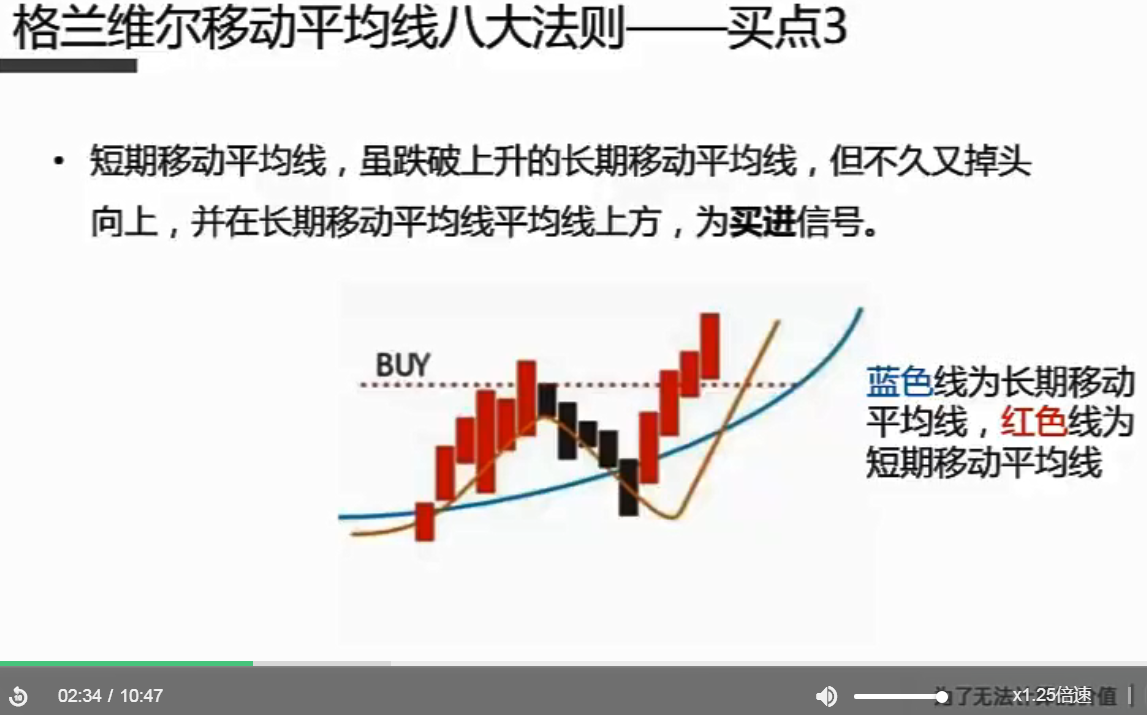 格兰维尔移动平均线八大法则——买点3
• 短期移动平均线，虽跌破上升的长期移动平均线，但不久又掉头
向上，并在长期移动平均线平均线上方，为买进信号。
BUY
蓝色线为长期移动
平均线，红色线为
短期移动平均线
02:34 / 10:47
x1.25倍速
为了无法计
价值